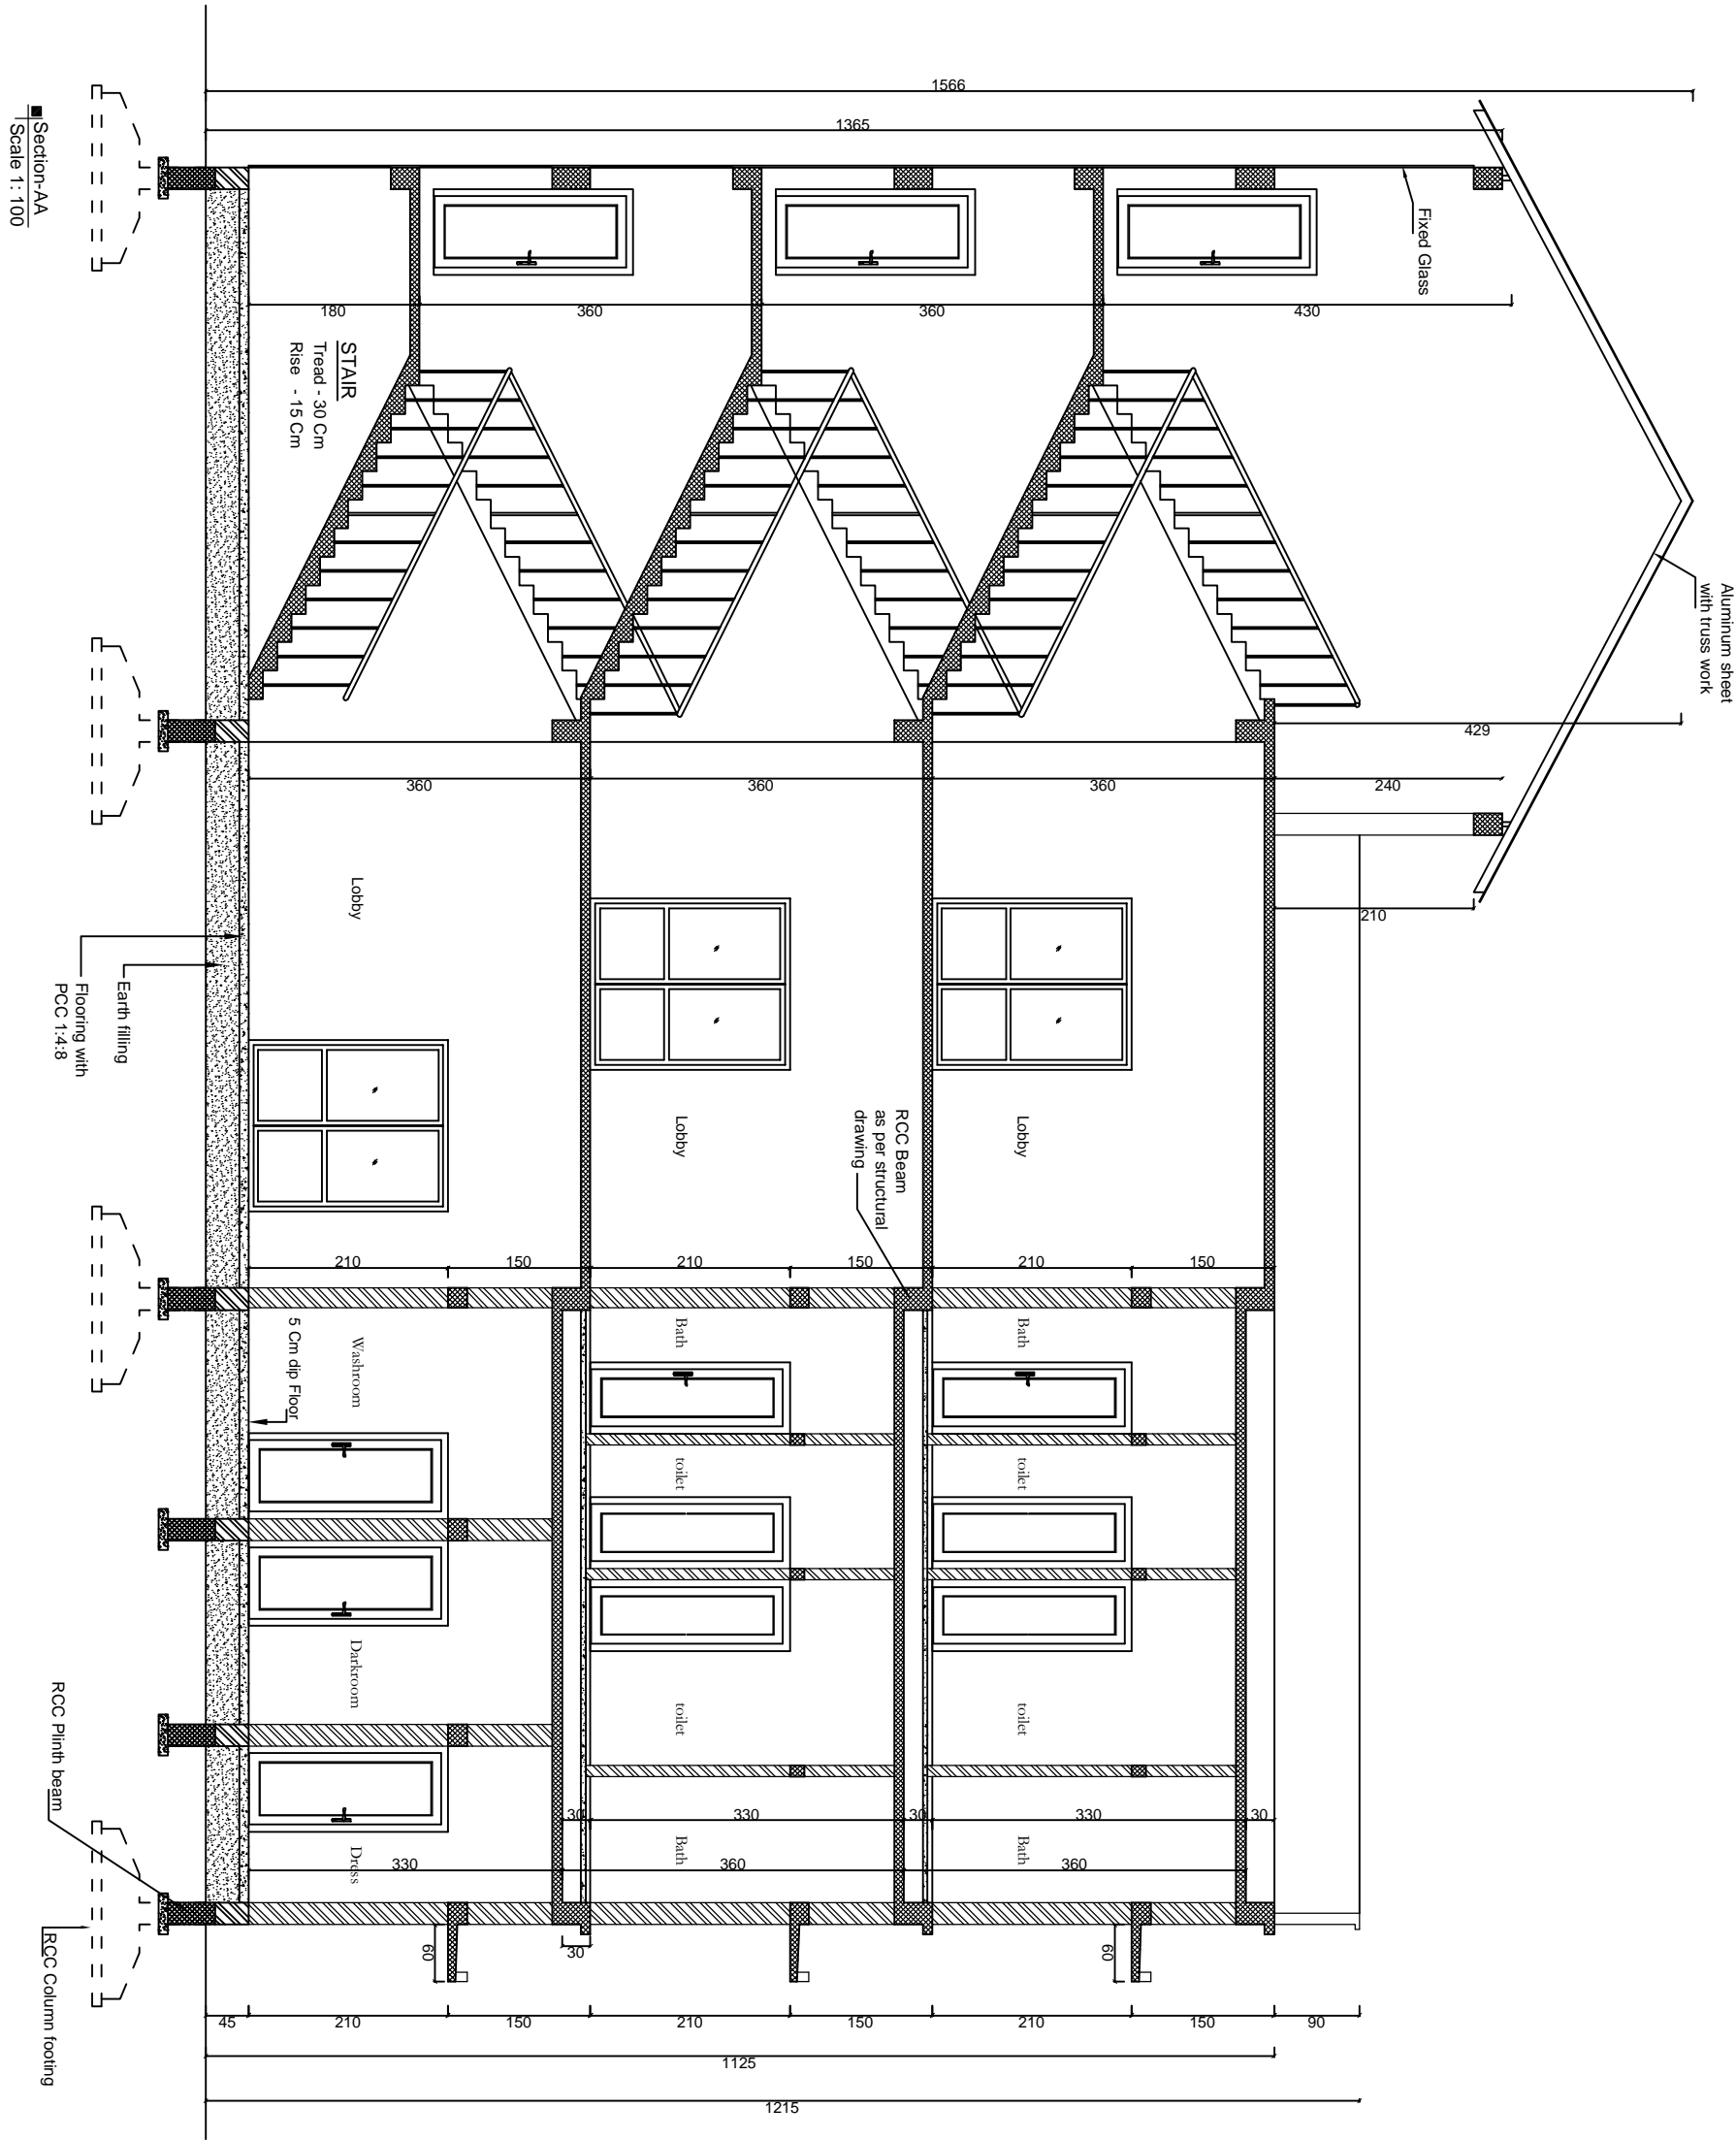 Aluminum sheet
with truss work
Fixed Glass
1566
1365
430
360
360
180
429
240
360
360
360
210
STAIR
Tread - 30 Cm
Rise - 15 Cm
Lobby
Lobby
Lobby
RCC Beam
as per structural
drawing
150
210
150
210
150
210
Bath
toilet
toilet
Bath
Bath
toilet
toilet
Bath
Washroom
Darkroom
Dress
5 Cm dip Floor
30
330
30
330
30
360
360
330
60
60
30
90
150
210
150
210
150
210
45
1125
1215
Earth filling
Flooring with
PCC 1:4:8
RCC Plinth beam
RCC Column footing
Section-AA
Scale 1: 100